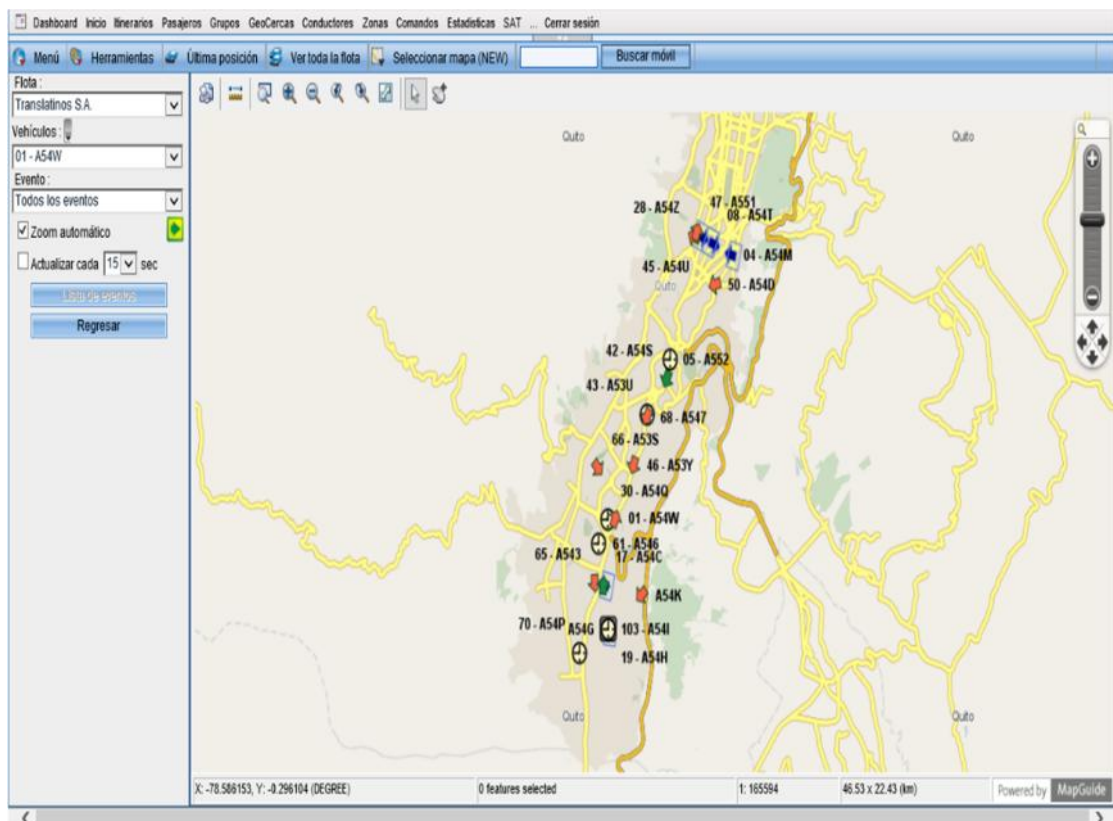 Dashboard Inicio Itinerarios Pasajeros Grupos GeoCercas Conductores Zonas Comandos Estadisticas SAT ... Cerrar sesión
Menú Herramientas Última posición Ver toda la flota Seleccionar mapa (NEW) Buscar móvil
Flota :
Translatinos S.A.
Vehículos :
01 - A54W
Evento :
Todos los eventos
Zoom automático
Actualizar cada 15 sec
Lista de eventos
Regresar
Quito
Quito
28 - A54Z
47 - A551
08 - A54T
04 - A54M
45 - A54U
Quito
50 - A54D
42 - A54S
05 - A552
43 - A53U
68 - A547
66 - A53S
46 - A53Y
30 - A54Q
01 - A54W
61 - A546
65 - A543
17 - A54C
A54K
70 - A54P
A54G
103 - A54I
19 - A54H
Quito
Quito
X: -78.586153, Y: -0.296104 (DEGREE)
0 features selected
1: 165594
46.53 x 22.43 (km)
Powered by MapGuide